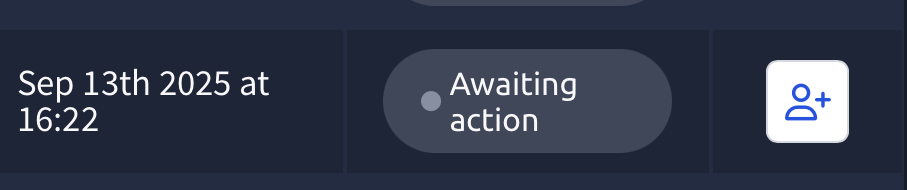 Sep 13th 2025 at
16:22
Awaiting
action